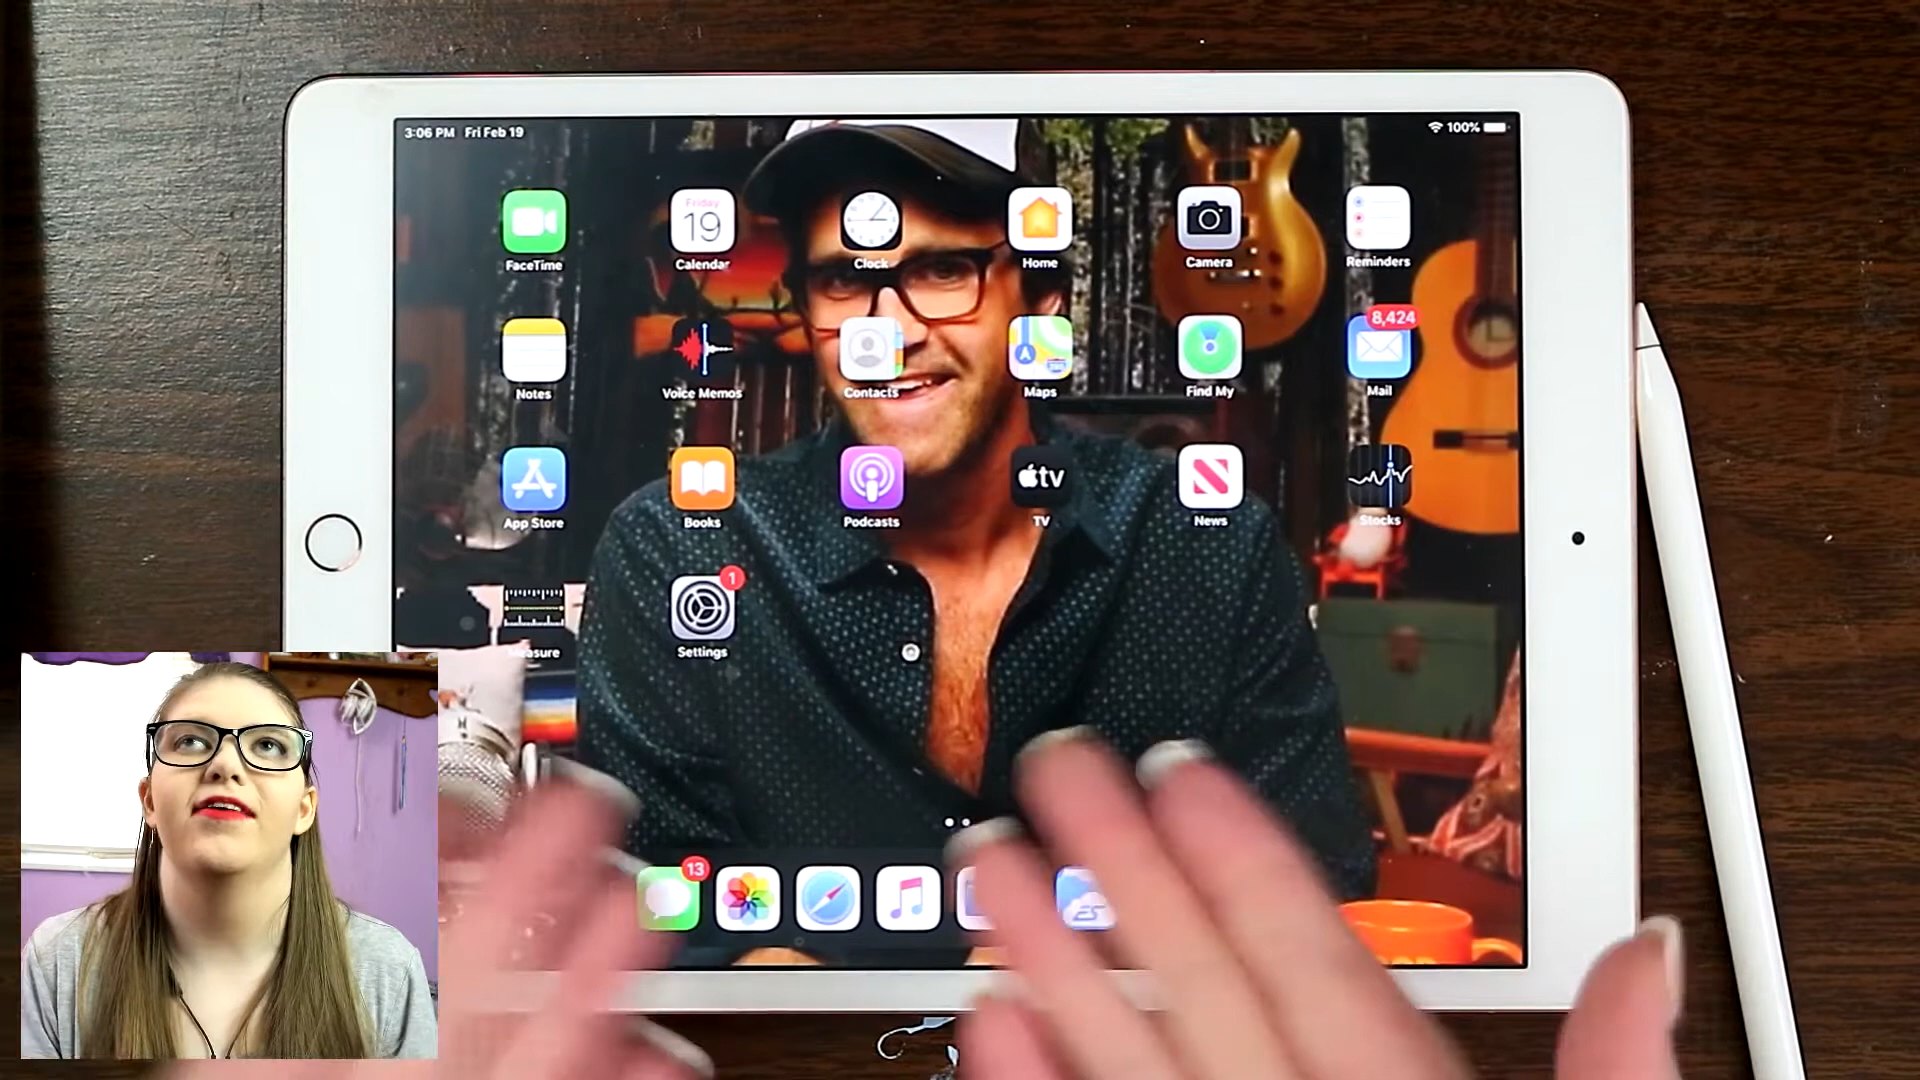 3:06 PM Fri Feb 19
100%
Friday
19
FaceTime
Calendar
Clock
Home
Camera
Reminders
8,424
Notes
Voice Memos
Contacts
Maps
Find My
Mail
tv
App Store
Books
Podcasts
TV
News
Stocks
1
Settings
13